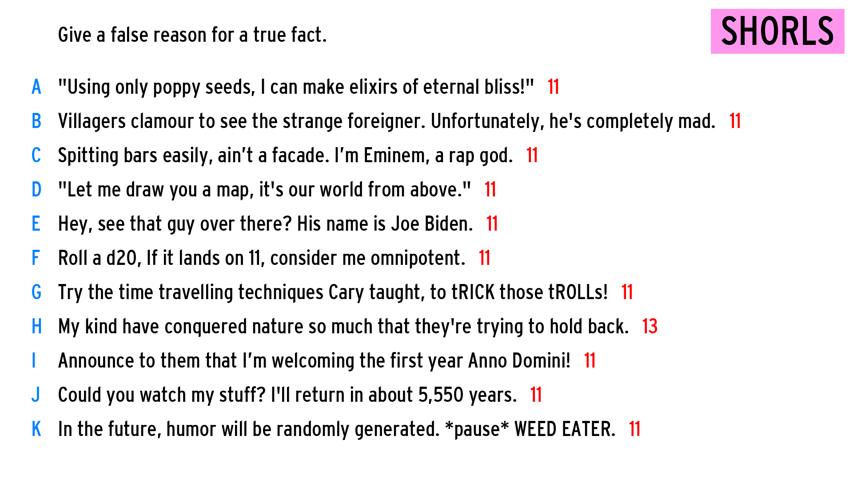 Give a false reason for a true fact.
SHORLS
A "Using only poppy seeds, I can make elixirs of eternal bliss!" 11
B Villagers clamour to see the strange foreigner. Unfortunately, he's completely mad. 11
C Spitting bars easily, ain't a facade. I'm Eminem, a rap god. 11
D "Let me draw you a map, it's our world from above." 11
E Hey, see that guy over there? His name is Joe Biden. 11
F Roll a d20, If it lands on 11, consider me omnipotent. 11
G Try the time travelling techniques Cary taught, to tRICK those tROLLs! 11
H My kind have conquered nature so much that they're trying to hold back. 13
I Announce to them that I'm welcoming the first year Anno Domini! 11
J Could you watch my stuff? I'll return in about 5,550 years. 11
K In the future, humor will be randomly generated. *pause* WEED EATER. 11